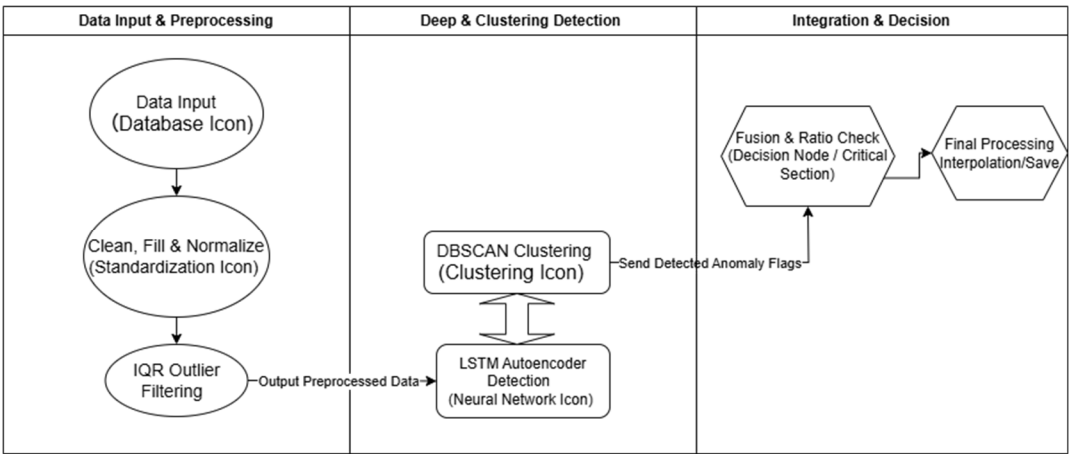 Data Input & Preprocessing
Deep & Clustering Detection
Integration & Decision
Data Input
(Database Icon)
Clean, Fill & Normalize
(Standardization Icon)
IQR Outlier
Filtering
Output Preprocessed Data
DBSCAN Clustering
(Clustering Icon)
LSTM Autoencoder
Detection
(Neural Network Icon)
Send Detected Anomaly Flags
Fusion & Ratio Check
(Decision Node / Critical
Section)
Final Processing
Interpolation/Save